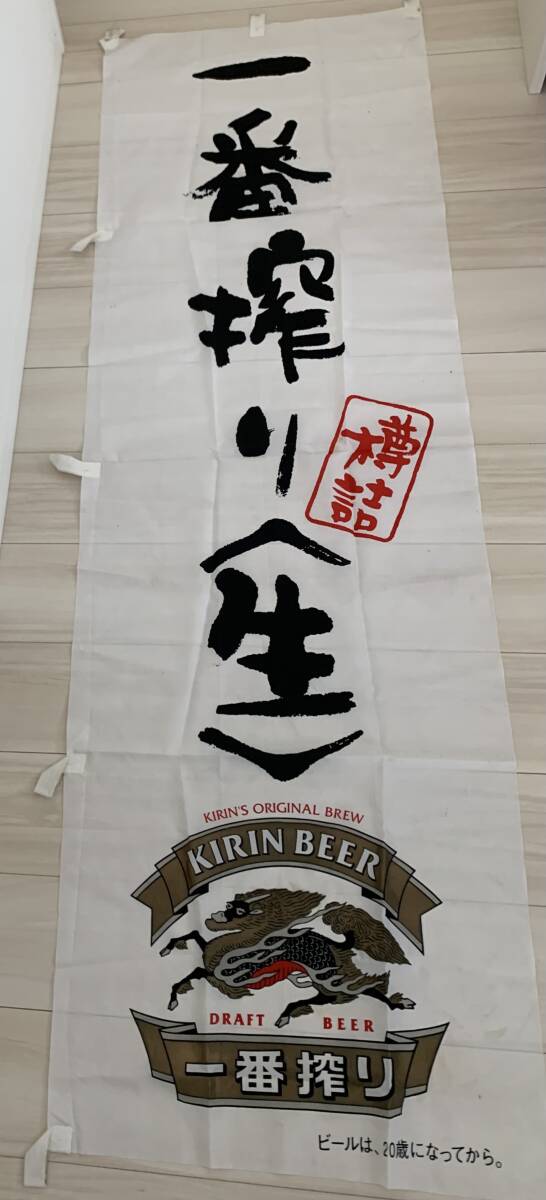 一番搾り〈生〉
樽詰
KIRIN'S ORIGINAL BREW
KIRIN BEER
DRAFT BEER
一番搾り
ビールは、20歳になってから。